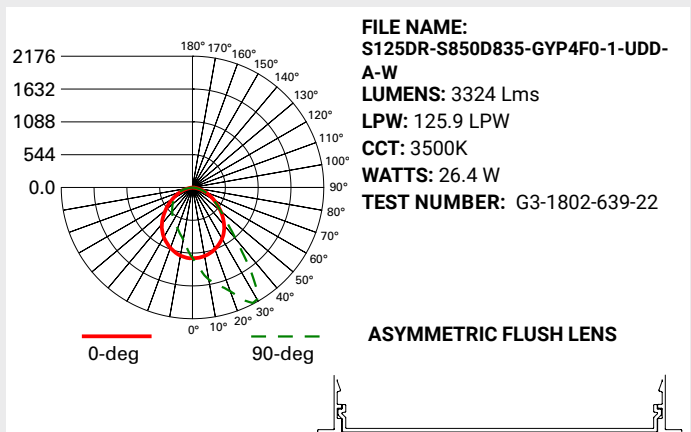 2176
1632
1088
544
0.0
180° 170° 160° 150° 140° 130° 120° 110° 100° 90° 80° 70° 60° 50° 40° 30° 20° 10° 0°
0-deg
90-deg
FILE NAME:
S125DR-S850D835-GYP4F0-1-UDD-
A-W
LUMENS: 3324 Lms
LPW: 125.9 LPW
CCT: 3500K
WATTS: 26.4 W
TEST NUMBER: G3-1802-639-22
ASYMMETRIC FLUSH LENS